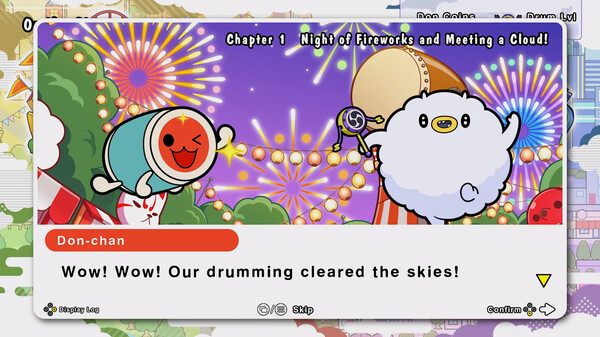 Don Coins
Drum Lvl
Chapter 1 Night of Fireworks and Meeting a Cloud!
Don-chan
Wow! Wow! Our drumming cleared the skies!
Display Log
Skip
Confirm